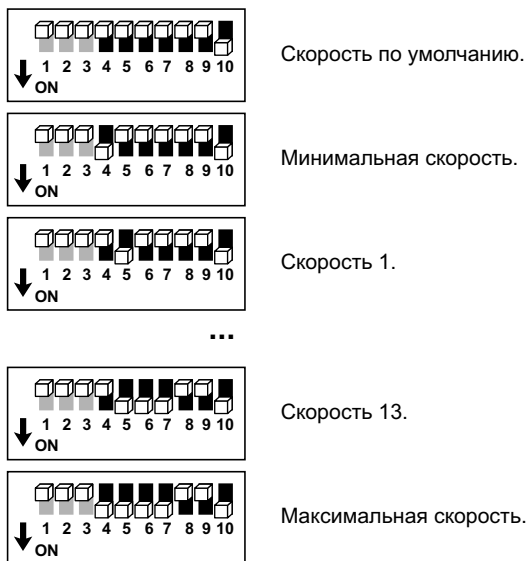 1 2 3 4 5 6 7 8 9 10
ON
Скорость по умолчанию.
1 2 3 4 5 6 7 8 9 10
ON
Минимальная скорость.
1 2 3 4 5 6 7 8 9 10
ON
Скорость 1.
...
1 2 3 4 5 6 7 8 9 10
ON
Скорость 13.
1 2 3 4 5 6 7 8 9 10
ON
Максимальная скорость.